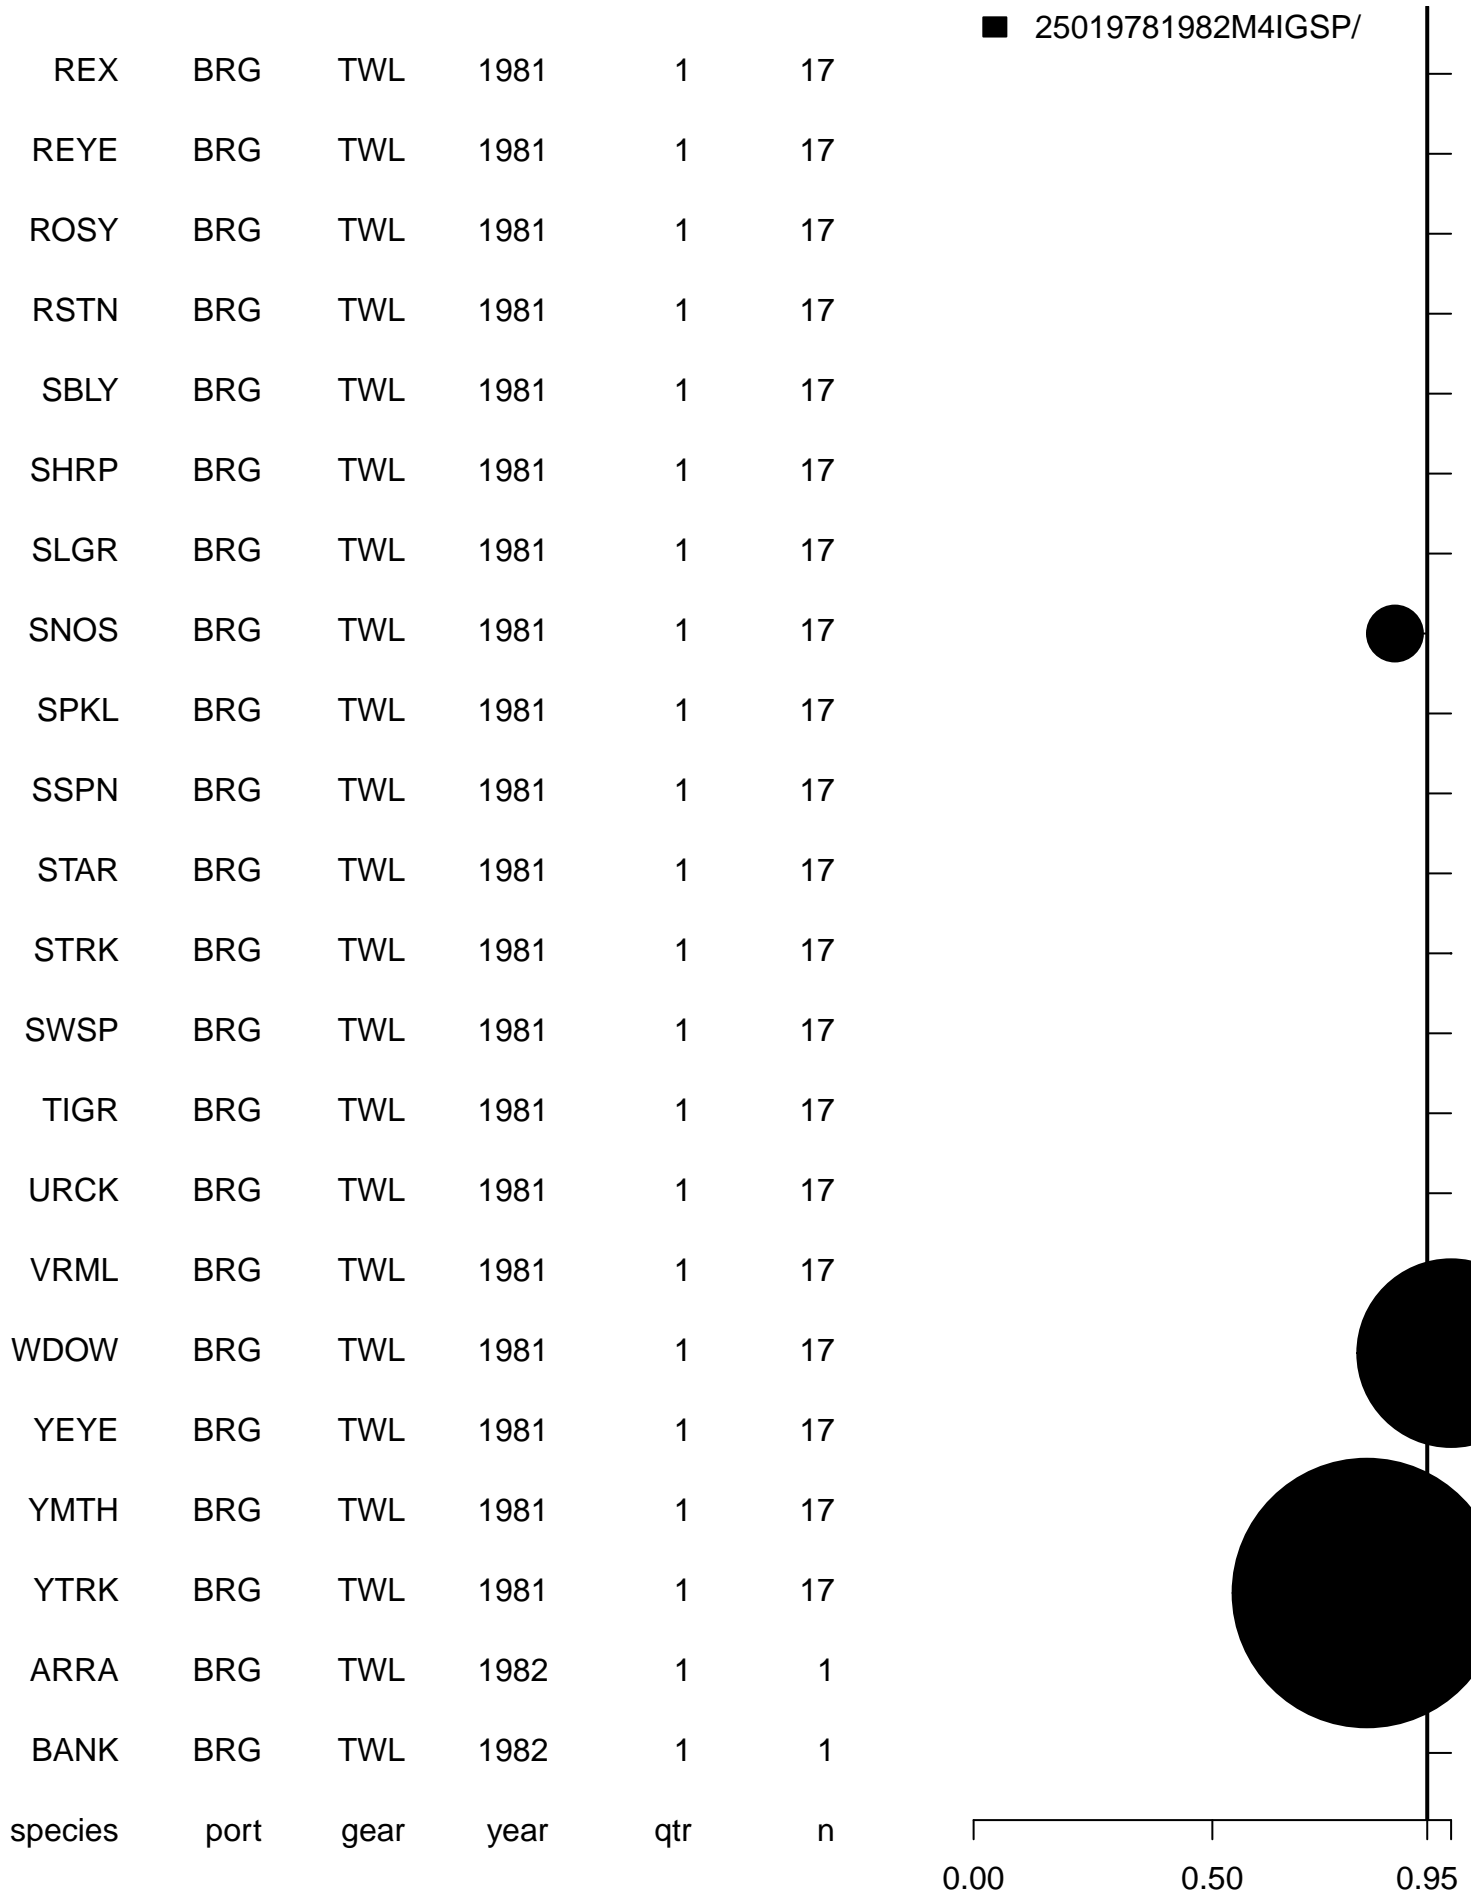 25019781982M4IGSP/
REX BRG TWL 1981 1 17
REYE BRG TWL 1981 1 17
ROSY BRG TWL 1981 1 17
RSTN BRG TWL 1981 1 17
SBLY BRG TWL 1981 1 17
SHRP BRG TWL 1981 1 17
SLGR BRG TWL 1981 1 17
SNOS BRG TWL 1981 1 17
SPKL BRG TWL 1981 1 17
SSPN BRG TWL 1981 1 17
STAR BRG TWL 1981 1 17
STRK BRG TWL 1981 1 17
SWSP BRG TWL 1981 1 17
TIGR BRG TWL 1981 1 17
URCK BRG TWL 1981 1 17
VRML BRG TWL 1981 1 17
WDOW BRG TWL 1981 1 17
YEYE BRG TWL 1981 1 17
YMTH BRG TWL 1981 1 17
YTRK BRG TWL 1981 1 17
ARRA BRG TWL 1982 1 1
BANK BRG TWL 1982 1 1
species port gear year qtr n
0.00 0.50 0.95